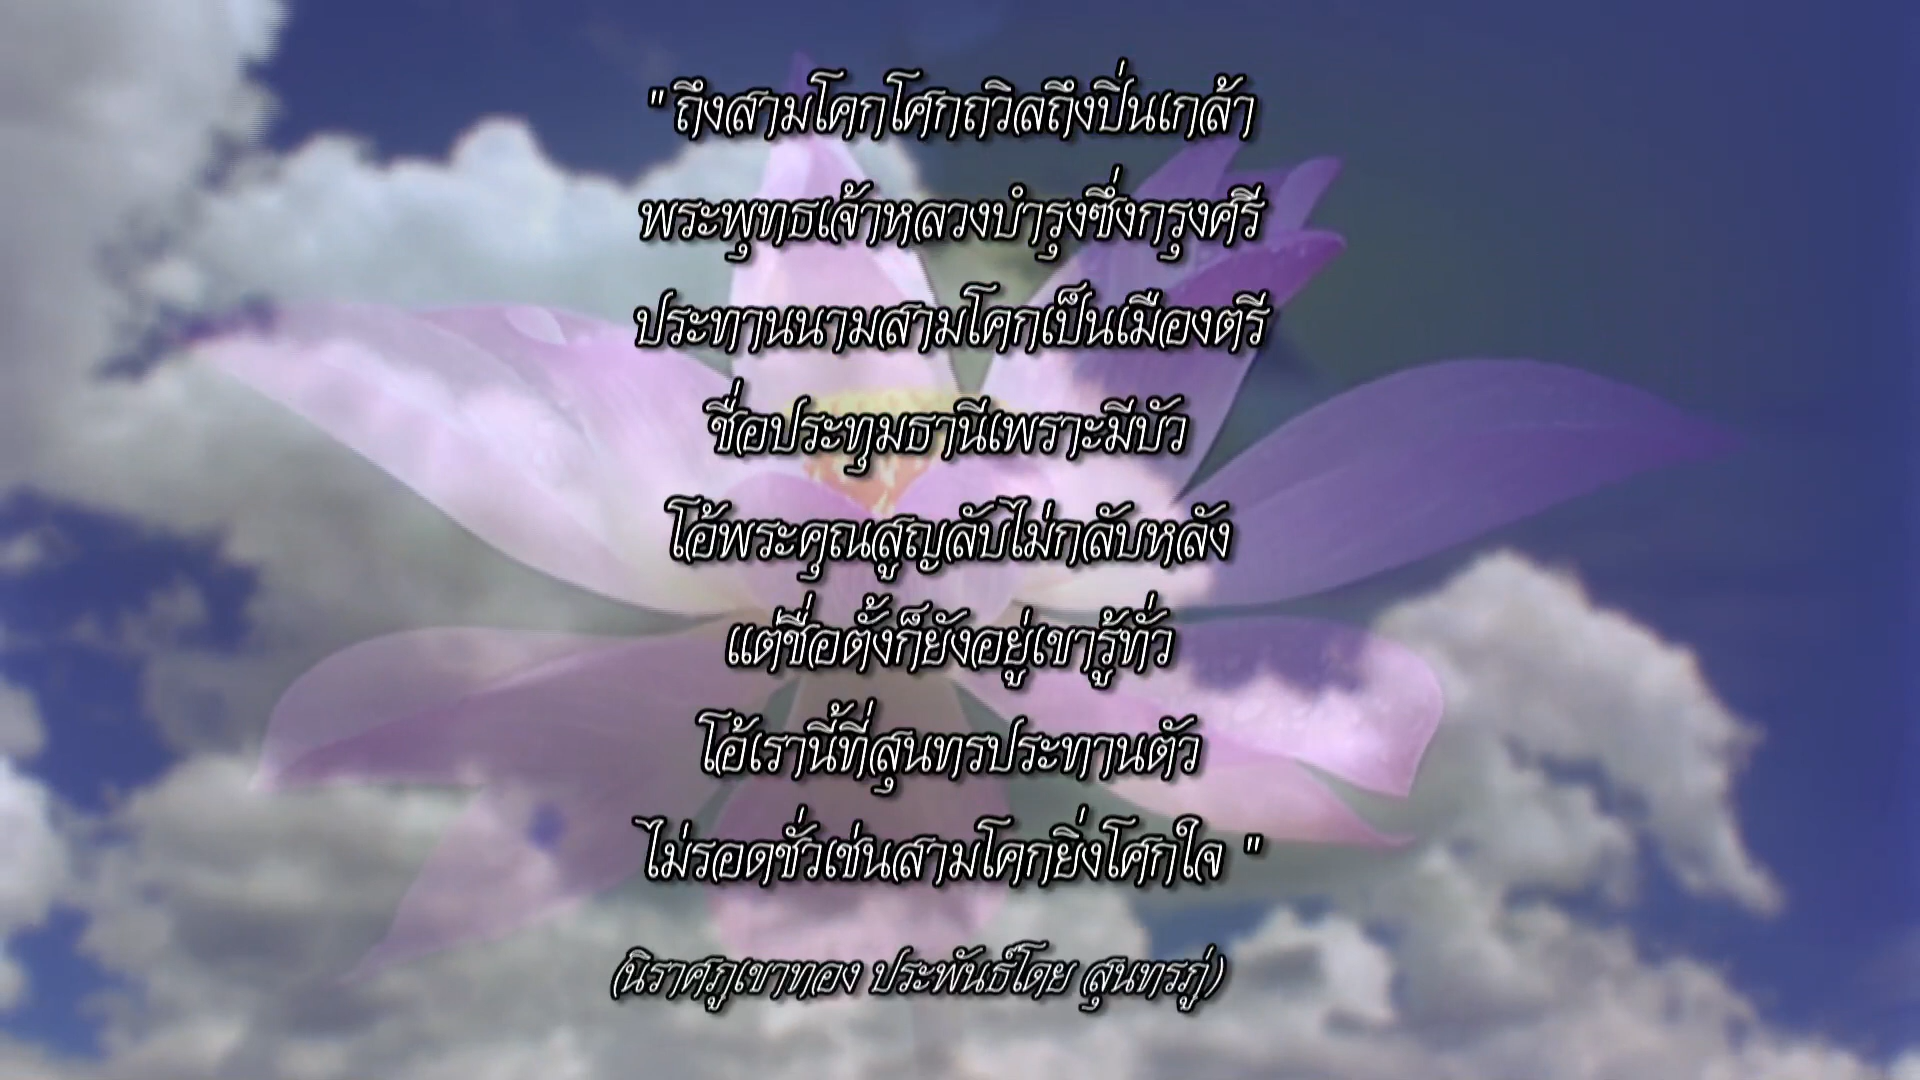 " ถึงสามโคกโศกถวิลถึงปิ่นเกล้า
พระพุทธเจ้าหลวงบำรุงซึ่งกรุงศรี
ประทานนามสามโคกเป็นเมืองตรี
ชื่อประทุมธานีเพราะมีบัว
โอ้พระคุณสูญลับไม่กลับหลัง
แต่ชื่อตั้งก็ยังอยู่เขารู้ทั่ว
โอ้เรานี้ที่สุนทรประทานตัว
ไม่รอดชั่วเช่นสามโคกยิ่งโศกใจ "
(นิราศภูเขาทอง ประพันธ์โดย สุนทรภู่)